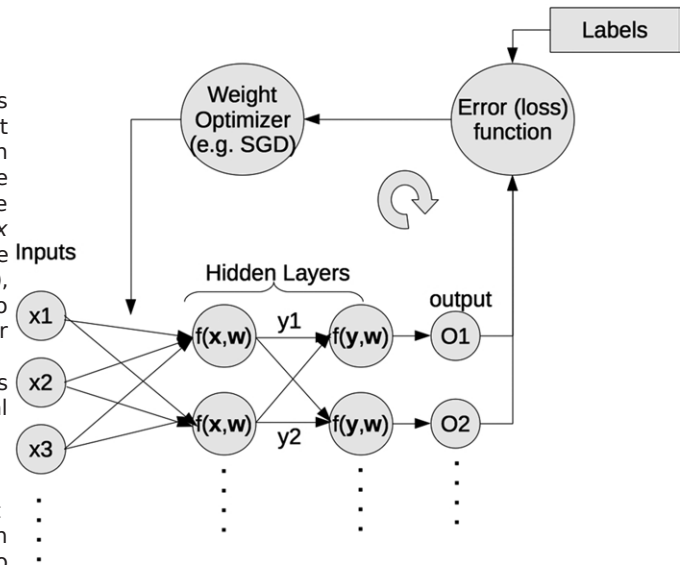 Labels
Weight
Optimizer
(e.g. SGD)
Error (loss)
function
Inputs
Hidden Layers
output
x1
f(x,w)
y1
f(y,w)
O1
x2
x3
f(x,w)
y2
f(y,w)
O2